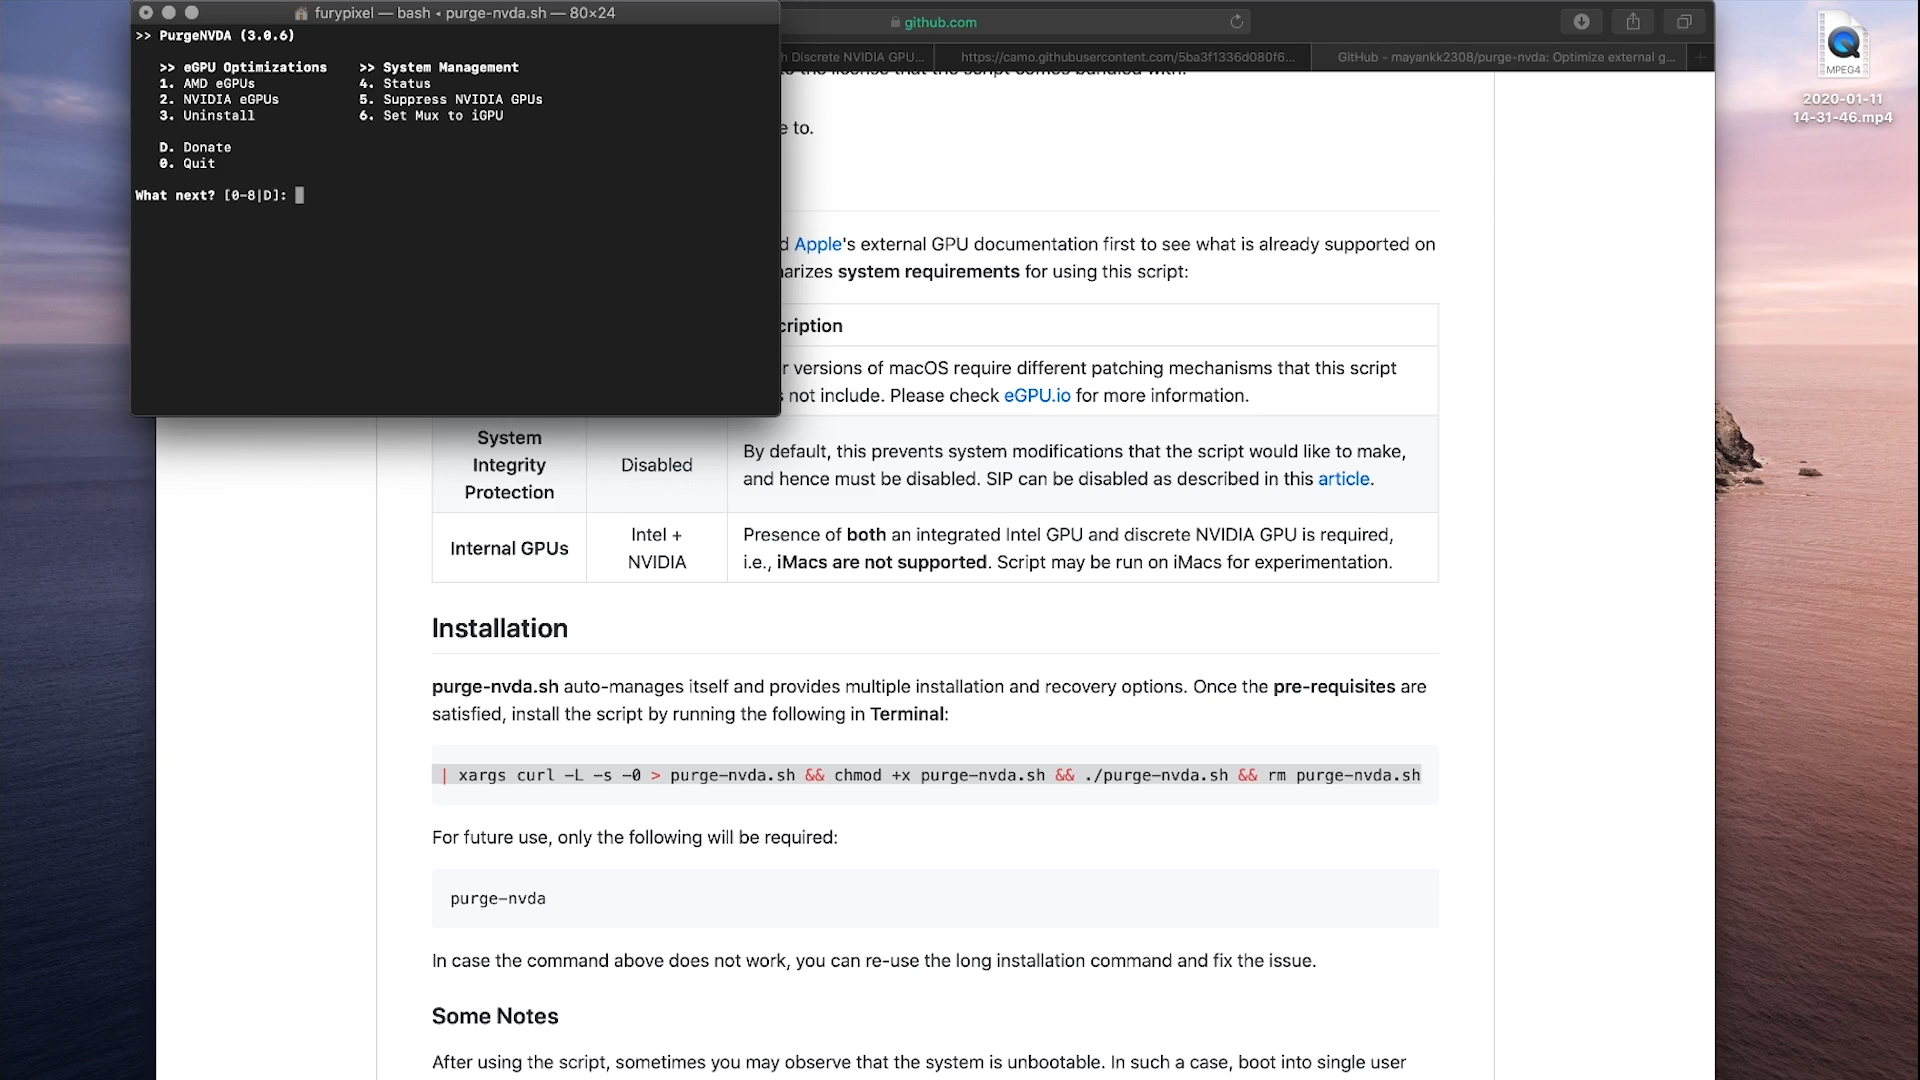 furypixel — bash ◂ purge-nvda.sh — 80×24
>> PurgeNVDA (3.0.6)
>> eGPU Optimizations >> System Management
1. AMD eGPUs 4. Status
2. NVIDIA eGPUs 5. Suppress NVIDIA GPUs
3. Uninstall 6. Set Mux to iGPU
D. Donate
0. Quit
What next? [0-8|D]:
github.com
Discrete NVIDIA GPU...
https://camo.githubusercontent.com/5ba3f1336d080f6...
GitHub - mayankk2308/purge-nvda: Optimize external g...
the license that the script comes bundled with.
e to.
d Apple's external GPU documentation first to see what is already supported on
arizes system requirements for using this script:
cription
r versions of macOS require different patching mechanisms that this script
not include. Please check eGPU.io for more information.
System
Integrity
Protection
Disabled
By default, this prevents system modifications that the script would like to make,
and hence must be disabled. SIP can be disabled as described in this article.
Internal GPUs
Intel +
NVIDIA
Presence of both an integrated Intel GPU and discrete NVIDIA GPU is required,
i.e., iMacs are not supported. Script may be run on iMacs for experimentation.
Installation
purge-nvda.sh auto-manages itself and provides multiple installation and recovery options. Once the pre-requisites are
satisfied, install the script by running the following in Terminal:
| xargs curl -L -s -0 > purge-nvda.sh && chmod +x purge-nvda.sh && ./purge-nvda.sh && rm purge-nvda.sh
For future use, only the following will be required:
purge-nvda
In case the command above does not work, you can re-use the long installation command and fix the issue.
Some Notes
After using the script, sometimes you may observe that the system is unbootable. In such a case, boot into single user
MPEG4
2020-01-11
14-31-46.mp4